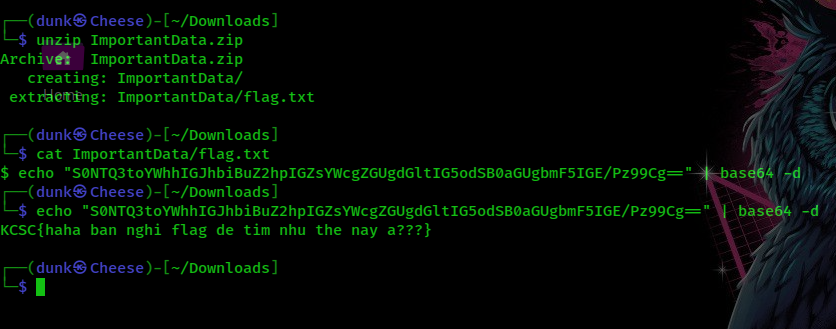 ┌──(dunk㉿Cheese)-[~/Downloads]
└─$ unzip ImportantData.zip
Archive:  ImportantData.zip
   creating: ImportantData/
 extracting: ImportantData/flag.txt
Home
┌──(dunk㉿Cheese)-[~/Downloads]
└─$ cat ImportantData/flag.txt
$ echo "S0NTQ3toYWhhIGJhbiBuZ2hpIGZsYWcgZGUgdGltIG5odSB0aGUgbmF5IGE/Pz99Cg==" | base64 -d
┌──(dunk㉿Cheese)-[~/Downloads]
└─$ echo "S0NTQ3toYWhhIGJhbiBuZ2hpIGZsYWcgZGUgdGltIG5odSB0aGUgbmF5IGE/Pz99Cg==" | base64 -d
KCSC{haha ban nghi flag de tim nhu the nay a???}
┌──(dunk㉿Cheese)-[~/Downloads]
└─$